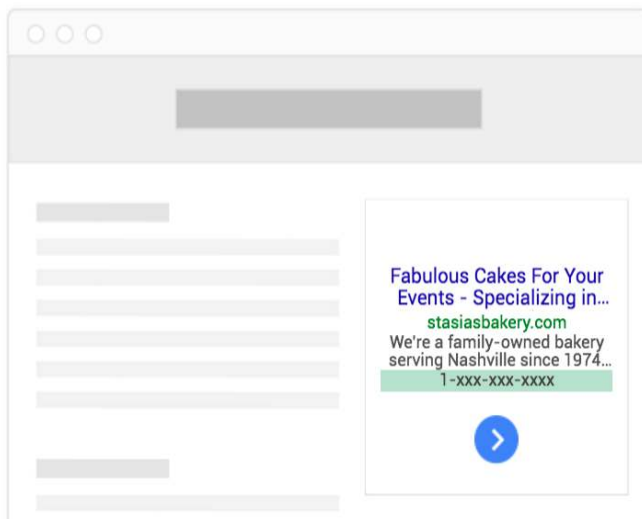 Fabulous Cakes For Your
Events - Specializing in...
stasiasbakery.com
We're a family-owned bakery
serving Nashville since 1974...
1-xxx-xxx-xxxx